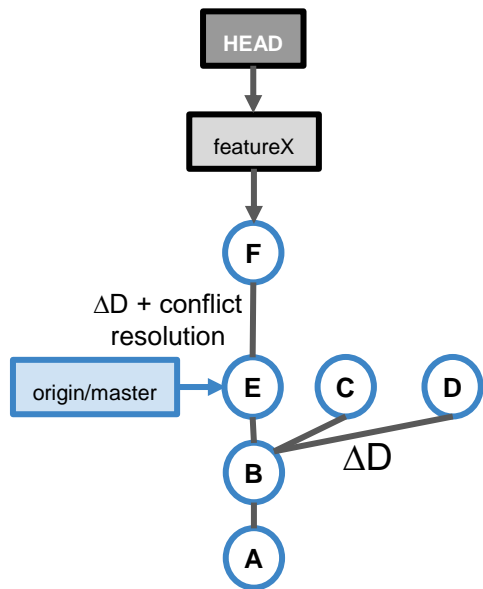 HEAD
featureX
F
ΔD + conflict
resolution
origin/master
E
C
D
B
ΔD
A